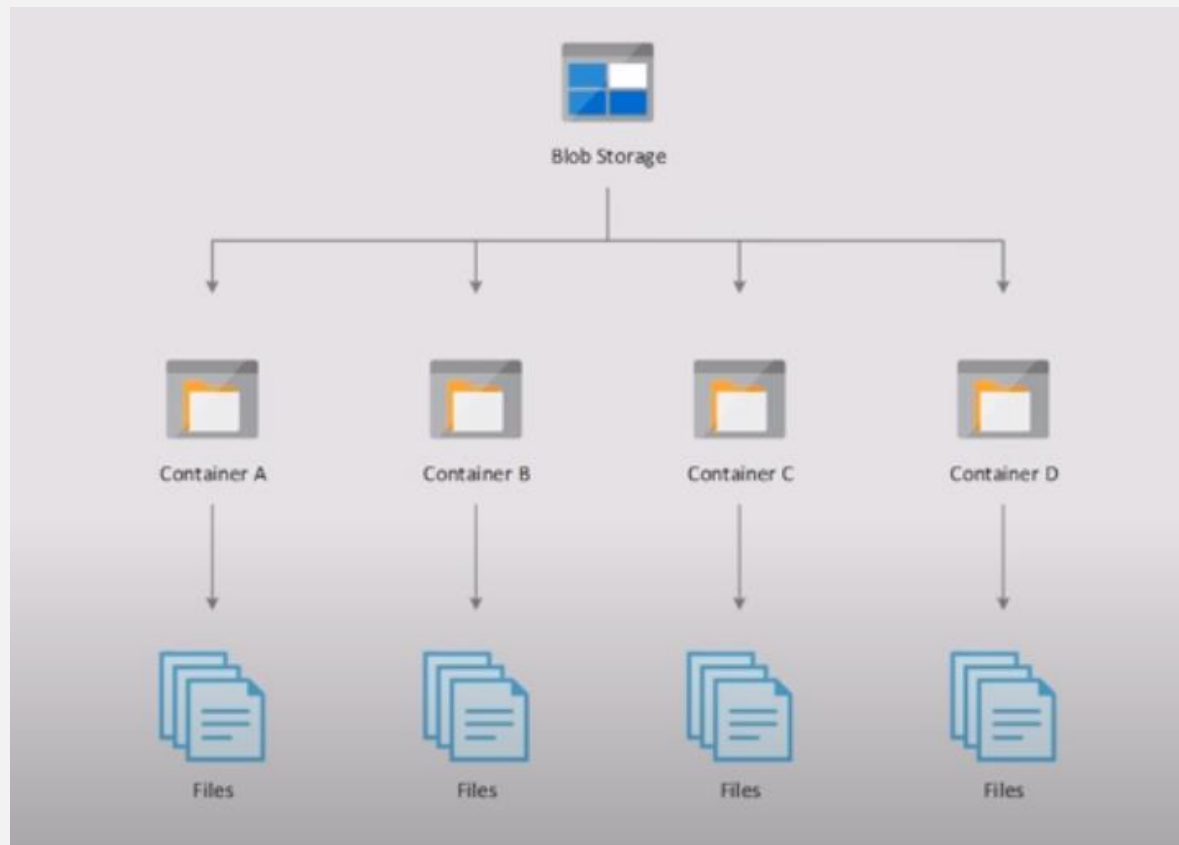 Blob Storage
Container A
Container B
Container C
Container D
Files
Files
Files
Files